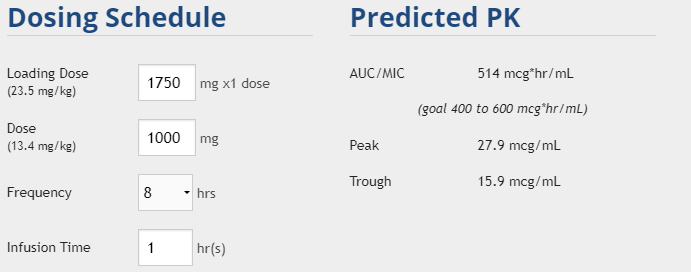 Dosing Schedule
Loading Dose
(23.5 mg/kg)
1750 mg x1 dose
Dose
(13.4 mg/kg)
1000 mg
Frequency 8 hrs
Infusion Time 1 hr(s)
Predicted PK
AUC/MIC 514 mcg*hr/mL
(goal 400 to 600 mcg*hr/mL)
Peak 27.9 mcg/mL
Trough 15.9 mcg/mL